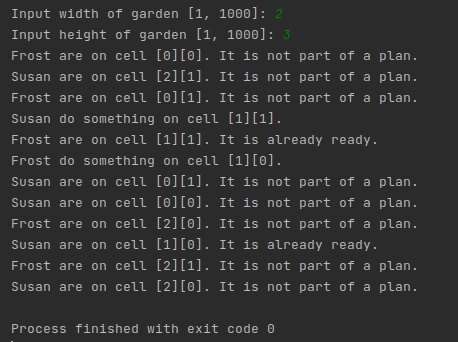 Input width of garden [1, 1000]: 2
Input height of garden [1, 1000]: 3
Frost are on cell [0][0]. It is not part of a plan.
Susan are on cell [2][1]. It is not part of a plan.
Frost are on cell [0][1]. It is not part of a plan.
Susan do something on cell [1][1].
Frost are on cell [1][1]. It is already ready.
Frost do something on cell [1][0].
Susan are on cell [0][1]. It is not part of a plan.
Susan are on cell [0][0]. It is not part of a plan.
Frost are on cell [2][0]. It is not part of a plan.
Susan are on cell [1][0]. It is already ready.
Frost are on cell [2][1]. It is not part of a plan.
Susan are on cell [2][0]. It is not part of a plan.
Process finished with exit code 0